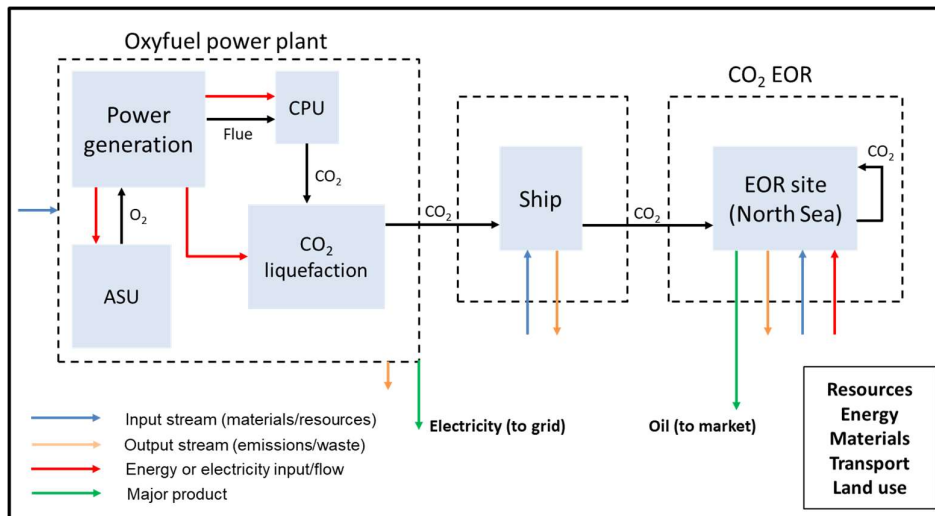 Oxyfuel power plant
Power
generation
Flue
CPU
CO₂
O₂
ASU
CO₂
liquefaction
CO₂
Ship
CO₂
CO₂ EOR
EOR site
(North Sea)
CO₂
Electricity (to grid)
Oil (to market)
Input stream (materials/resources)
Output stream (emissions/waste)
Energy or electricity input/flow
Major product
Resources
Energy
Materials
Transport
Land use